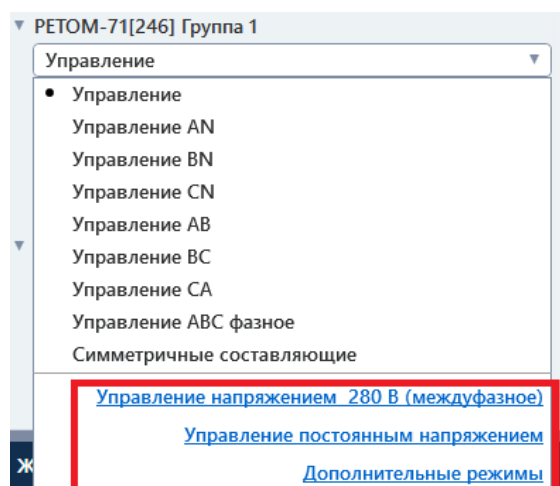 РЕТОМ-71[246] Группа 1
Управление
Управление
Управление AN
Управление BN
Управление CN
Управление AB
Управление BC
Управление CA
Управление ABC фазное
Симметричные составляющие
Управление напряжением 280 В (междуфазное)
Управление постоянным напряжением
Дополнительные режимы